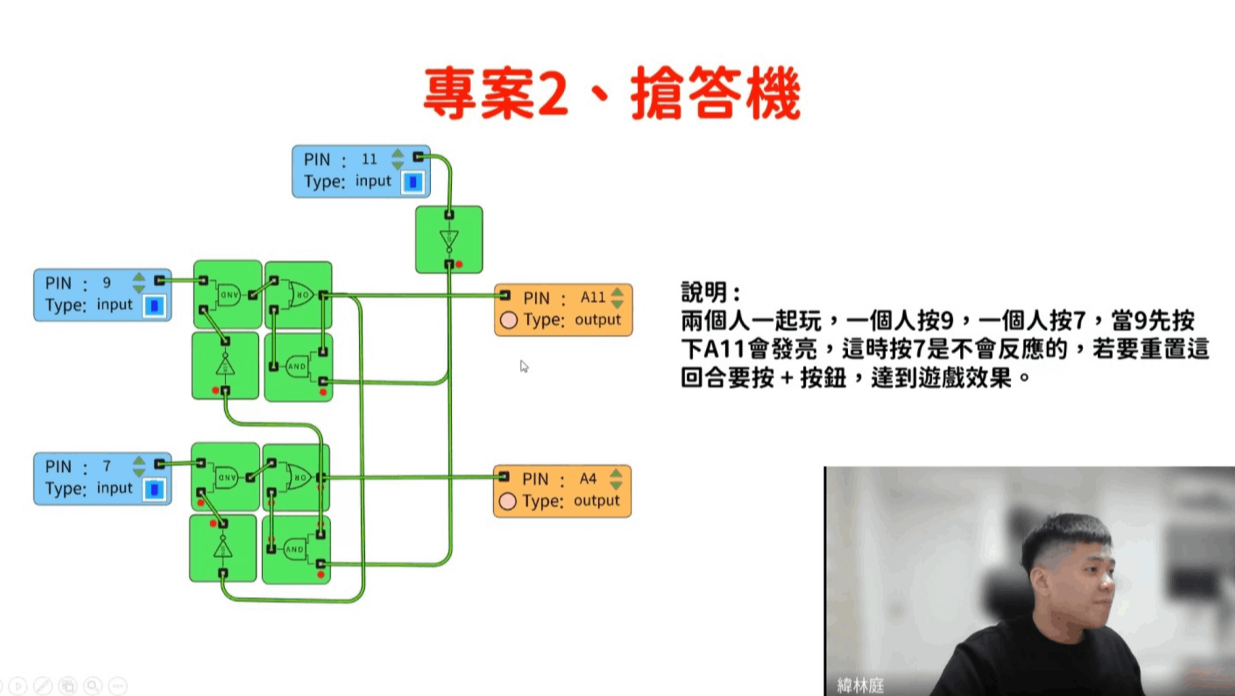 專案2、搶答機
PIN : 11
Type: input
PIN : 9
Type: input
AND
OR
AND
PIN : A11
Type: output
說明：
兩個人一起玩，一個人按9，一個人按7，當9先按
下A11會發亮，這時按7是不會反應的，若要重置這
回合要按 + 按鈕，達到遊戲效果。
PIN : 7
Type: input
AND
OR
AND
PIN : A4
Type: output
緯林庭